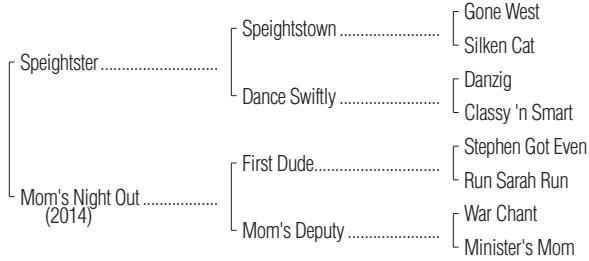 Gone West
Speightstown ......................
Silken Cat
Speightster...........................
Danzig
Dance Swiftly ......................
Classy 'n Smart
Stephen Got Even
First Dude............................
Run Sarah Run
Mom's Night Out .................
(2014)
War Chant
Mom's Deputy .....................
Minister's Mom